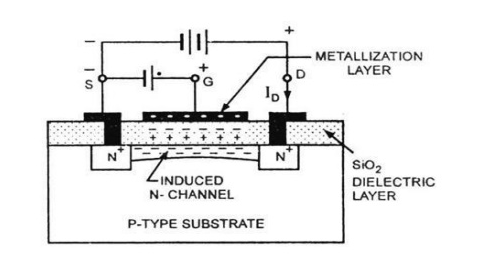 − +
− +
S G D
METALLIZATION
LAYER
I_D
− − − − −
+ + + + + +
N+ N+
INDUCED
N- CHANNEL
SiO₂
DIELECTRIC
LAYER
P-TYPE SUBSTRATE